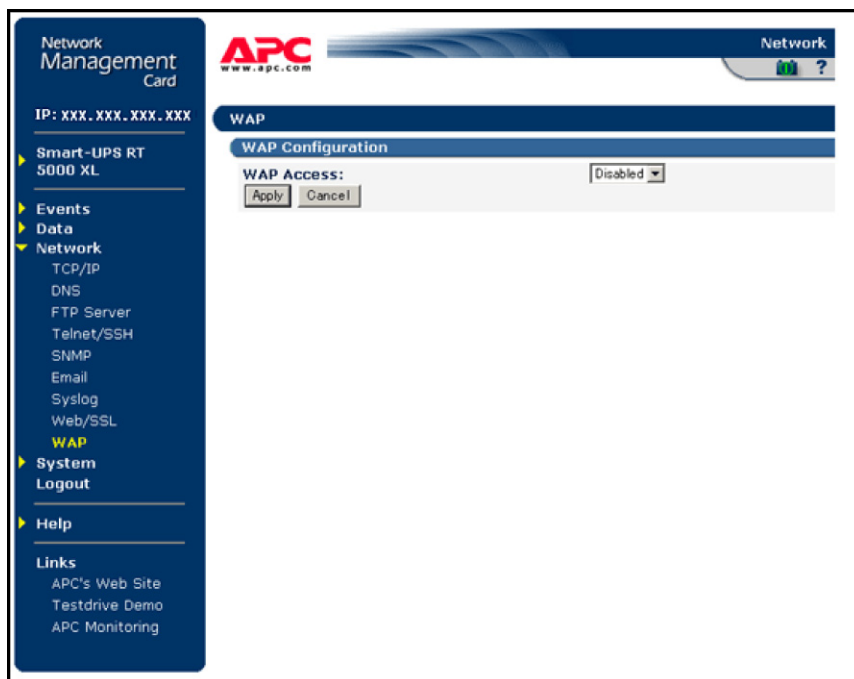 Network
Management
Card
IP: xxx.xxx.xxx.xxx
Smart-UPS RT
5000 XL
Events
Data
Network
TCP/IP
DNS
FTP Server
Telnet/SSH
SNMP
Email
Syslog
Web/SSL
WAP
System
Logout
Help
Links
APC's Web Site
Testdrive Demo
APC Monitoring
APC
www.apc.com
Network
?
WAP
WAP Configuration
WAP Access:
Disabled
Apply Cancel